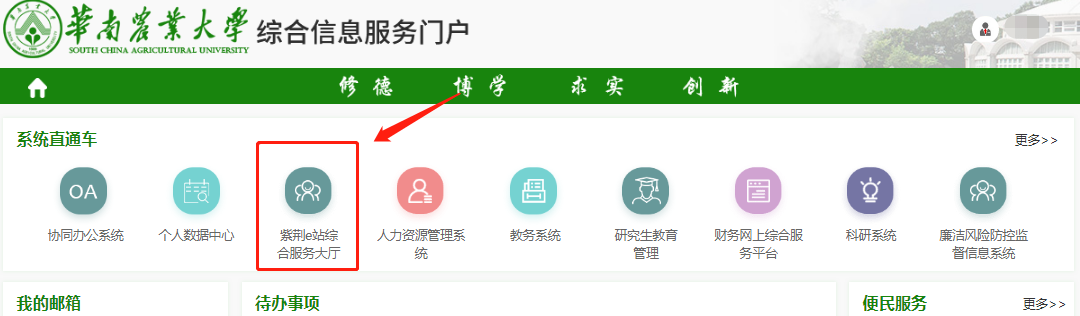 華南農業大學
SOUTH CHINA AGRICULTURAL UNIVERSITY
综合信息服务门户
修德 博学 求实 创新
系统直通车
更多>>
OA
协同办公系统
个人数据中心
紫荆e站综
合服务大厅
人力资源管理系
统
教务系统
研究生教育
管理
财务网上综合服
务平台
科研系统
廉洁风险防控监
督信息系统
我的邮箱
待办事项
便民服务
更多>>